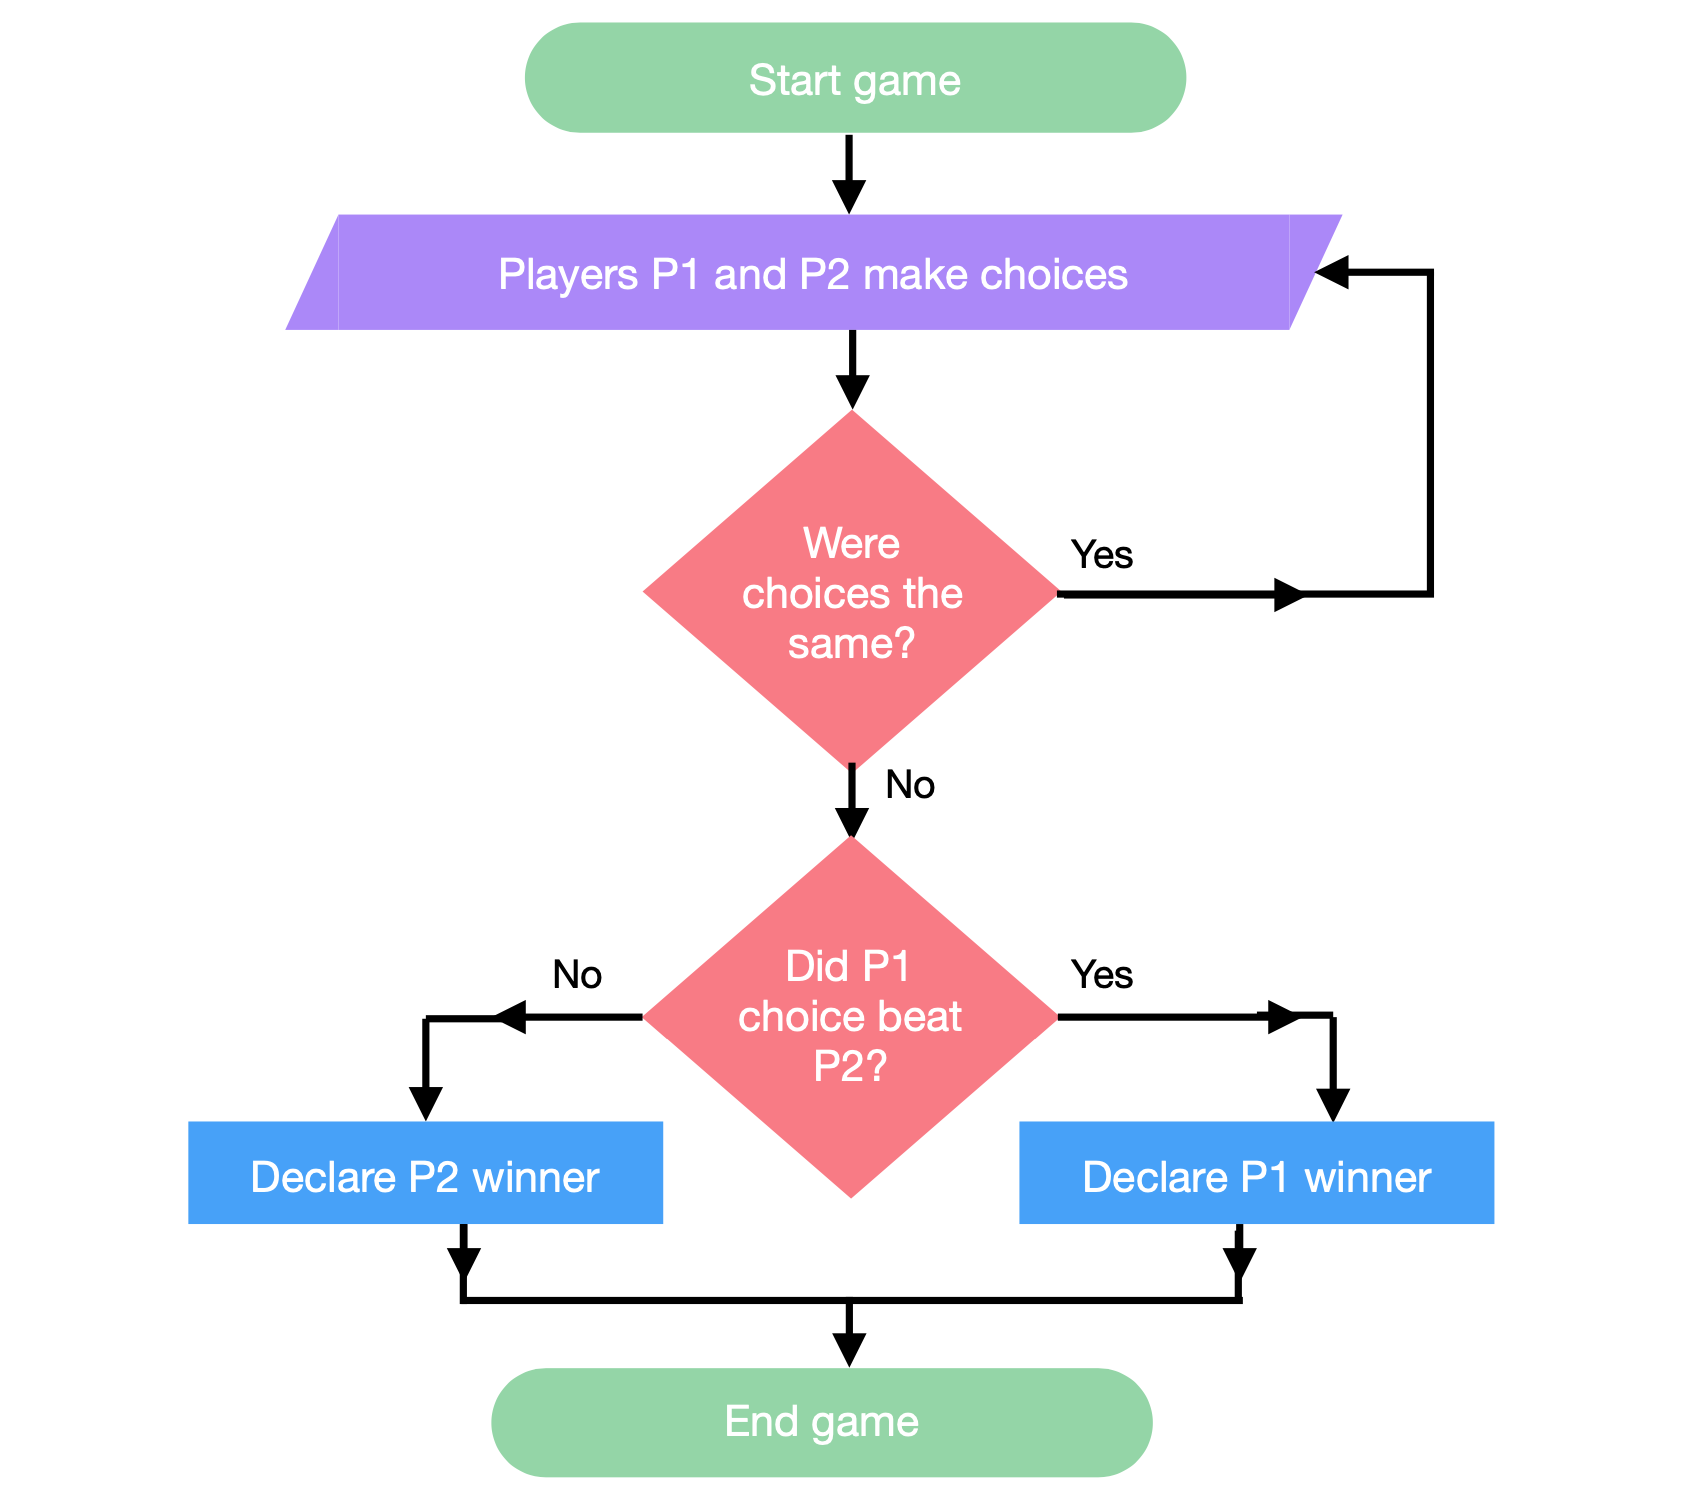 Start game
Players P1 and P2 make choices
Were
choices the
same?
Yes
No
Did P1
choice beat
P2?
No
Yes
Declare P2 winner
Declare P1 winner
End game